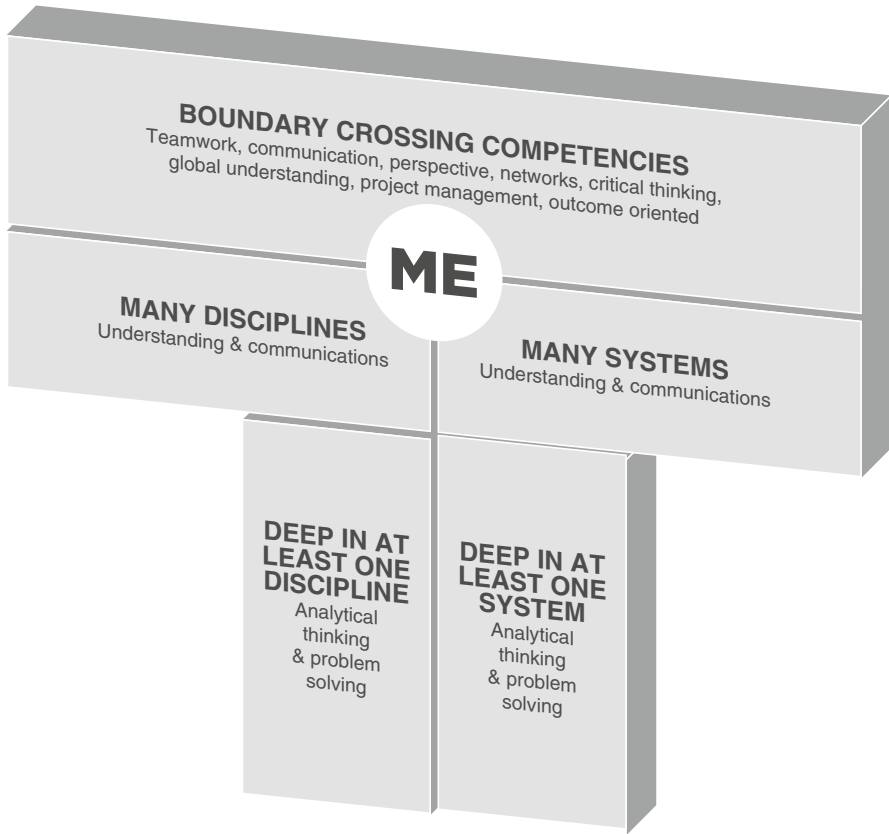 BOUNDARY CROSSING COMPETENCIES
Teamwork, communication, perspective, networks, critical thinking,
global understanding, project management, outcome oriented
ME
MANY DISCIPLINES
Understanding & communications
MANY SYSTEMS
Understanding & communications
DEEP IN AT
LEAST ONE
DISCIPLINE
Analytical
thinking
& problem
solving
DEEP IN AT
LEAST ONE
SYSTEM
Analytical
thinking
& problem
solving